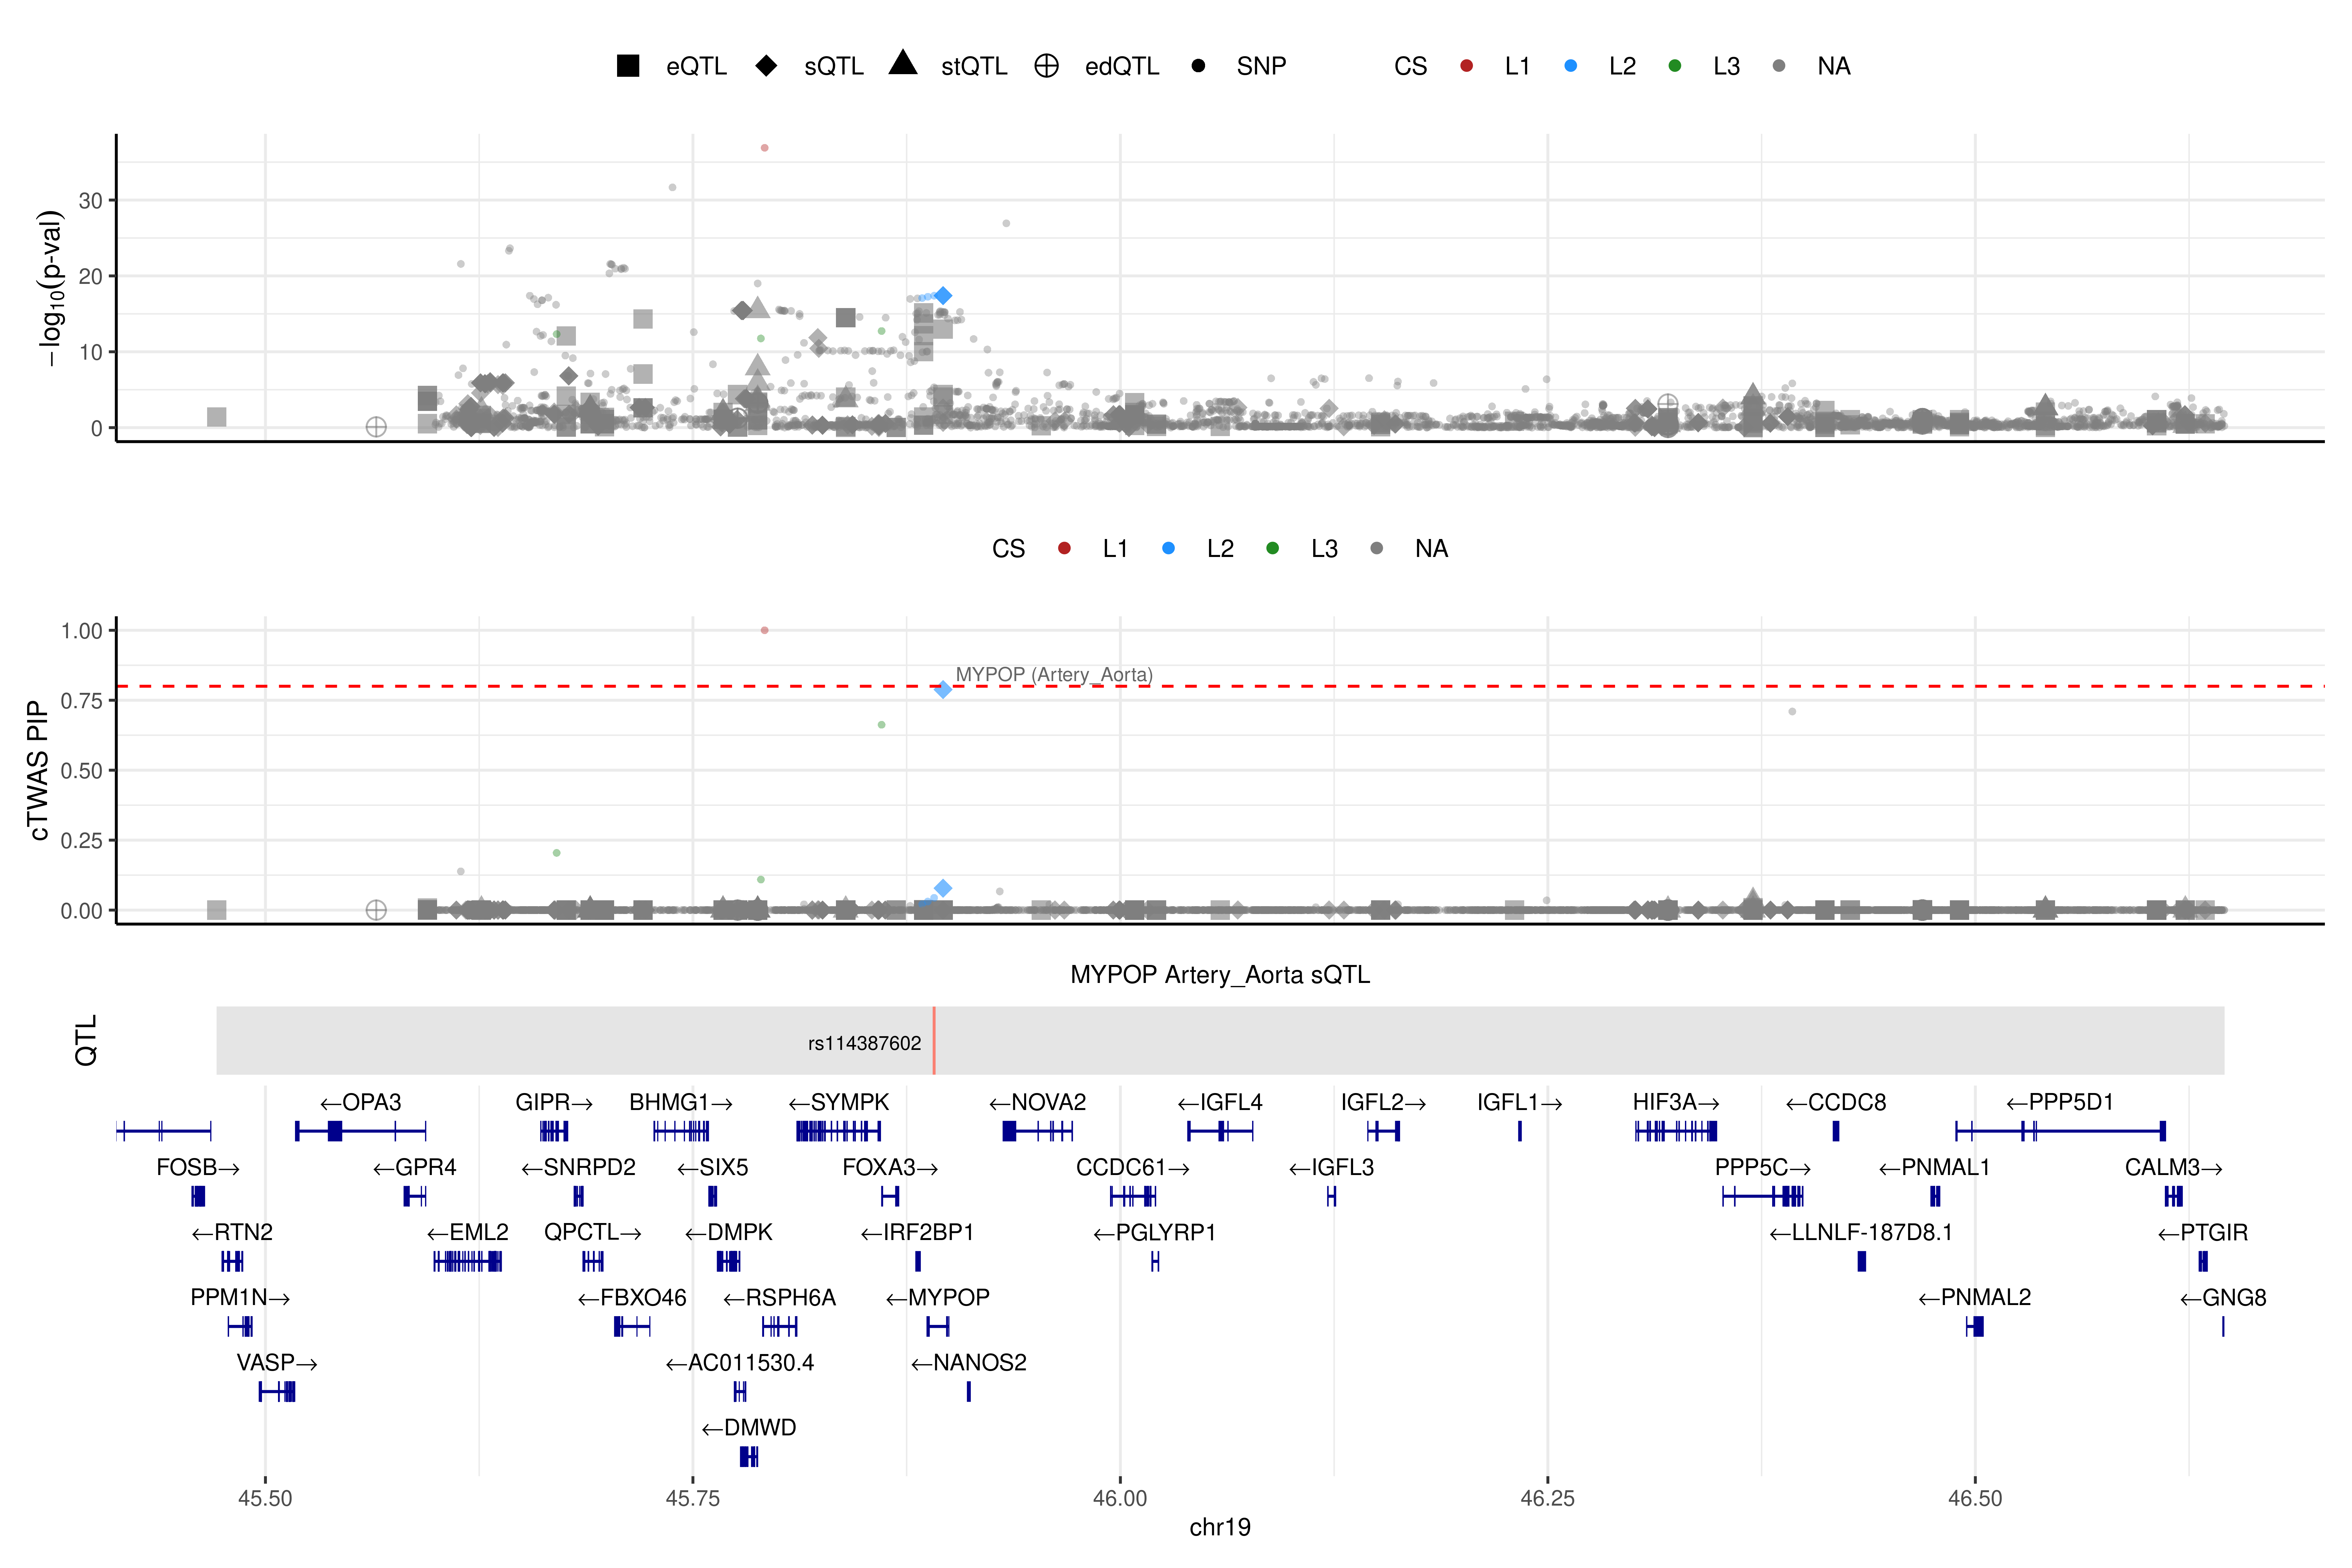 eQTL sQTL stQTL edQTL SNP CS L1 L2 L3 NA
−log10(p-val)
30
20
10
0
CS L1 L2 L3 NA
cTWAS PIP
1.00
0.75
0.50
0.25
0.00
MYPOP (Artery_Aorta)
MYPOP Artery_Aorta sQTL
QTL
rs114387602
←OPA3 GIPR→ BHMG1→ ←SYMPK ←NOVA2 ←IGFL4 IGFL2→ IGFL1→ HIF3A→ ←CCDC8 ←PPP5D1
FOSB→ ←GPR4 ←SNRPD2 ←SIX5 FOXA3→ CCDC61→ ←IGFL3 PPP5C→ ←PNMAL1 CALM3→
←RTN2 ←EML2 QPCTL→ ←DMPK ←IRF2BP1 ←PGLYRP1 ←LLNLF-187D8.1 ←PTGIR
PPM1N→ ←FBXO46 ←RSPH6A ←MYPOP ←PNMAL2 ←GNG8
VASP→ ←AC011530.4 ←NANOS2
←DMWD
45.50 45.75 46.00 46.25 46.50
chr19